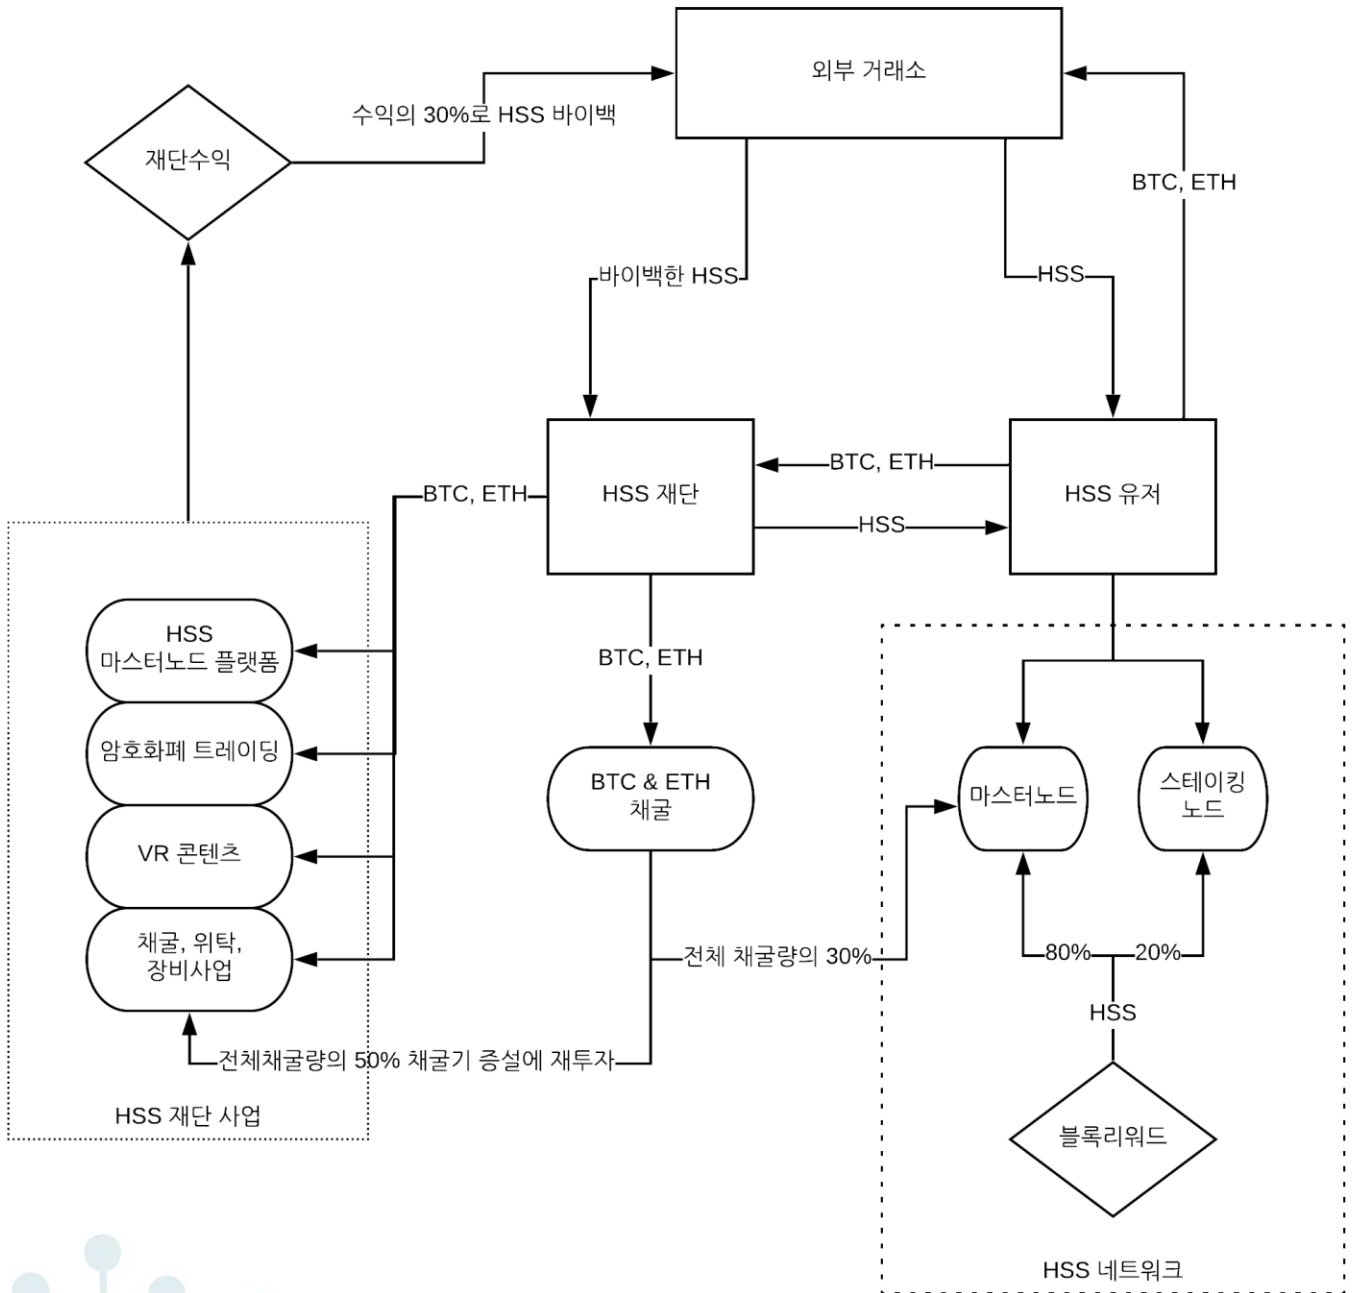 외부 거래소
수익의 30%로 HSS 바이백
재단수익
BTC, ETH
바이백한 HSS
HSS
BTC, ETH
HSS 재단
HSS 유저
BTC, ETH
HSS
HSS
마스터노드 플랫폼
BTC, ETH
암호화폐 트레이딩
BTC & ETH
채굴
마스터노드
스테이킹
노드
VR 콘텐츠
채굴, 위탁,
장비사업
전체 채굴량의 30%
80%
20%
HSS
전체채굴량의 50% 채굴기 증설에 재투자
HSS 재단 사업
블록리워드
HSS 네트워크